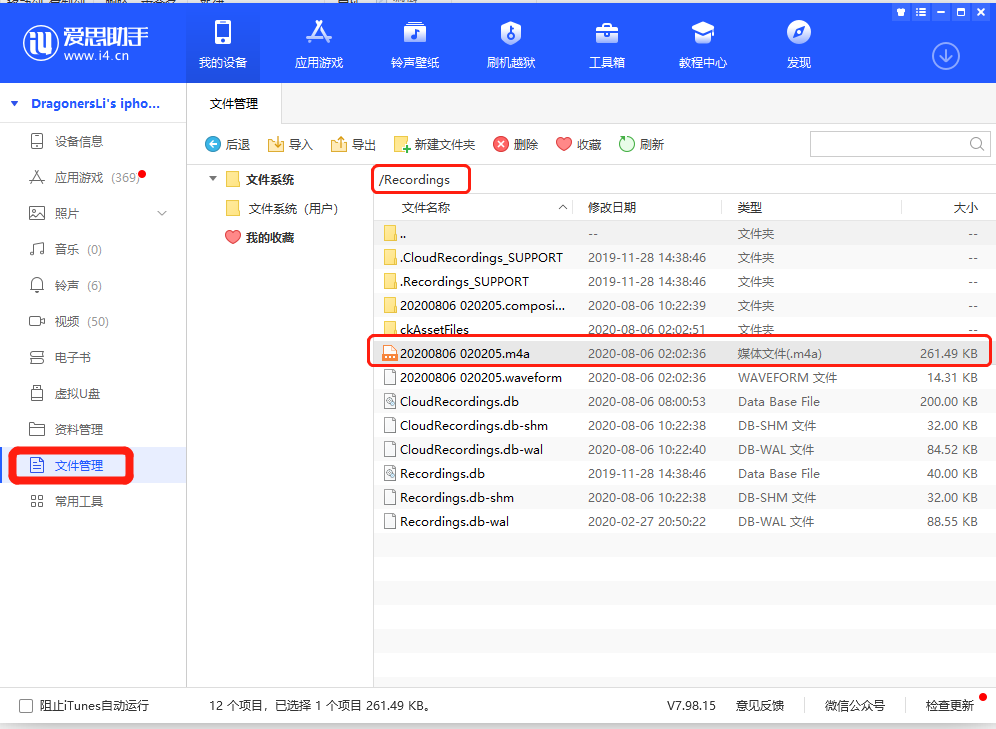 爱思助手
www.i4.cn
我的设备 应用游戏 铃声壁纸 刷机越狱 工具箱 教程中心 发现
DragonersLi's ipho...
设备信息
应用游戏 (369)
照片
音乐 (0)
铃声 (6)
视频 (50)
电子书
虚拟U盘
资料管理
文件管理
常用工具
文件管理
后退 导入 导出 新建文件夹 删除 收藏 刷新
文件系统
文件系统（用户）
我的收藏
/Recordings
文件名称 修改日期 类型 大小
.. -- 文件夹 --
.CloudRecordings_SUPPORT 2019-11-28 14:38:46 文件夹 --
.Recordings_SUPPORT 2019-11-28 14:38:46 文件夹 --
20200806 020205.composi... 2020-08-06 10:22:39 文件夹 --
ckAssetFiles 2020-08-06 02:02:51 文件夹 --
20200806 020205.m4a 2020-08-06 02:02:36 媒体文件(.m4a) 261.49 KB
20200806 020205.waveform 2020-08-06 02:02:36 WAVEFORM 文件 14.31 KB
CloudRecordings.db 2020-08-06 08:00:53 Data Base File 200.00 KB
CloudRecordings.db-shm 2020-08-06 10:22:38 DB-SHM 文件 32.00 KB
CloudRecordings.db-wal 2020-08-06 10:22:40 DB-WAL 文件 84.52 KB
Recordings.db 2019-11-28 14:38:46 Data Base File 40.00 KB
Recordings.db-shm 2020-08-06 10:22:38 DB-SHM 文件 32.00 KB
Recordings.db-wal 2020-02-27 20:50:22 DB-WAL 文件 88.55 KB
阻止iTunes自动运行 12 个项目，已选择 1 个项目 261.49 KB。 V7.98.15 意见反馈 微信公众号 检查更新